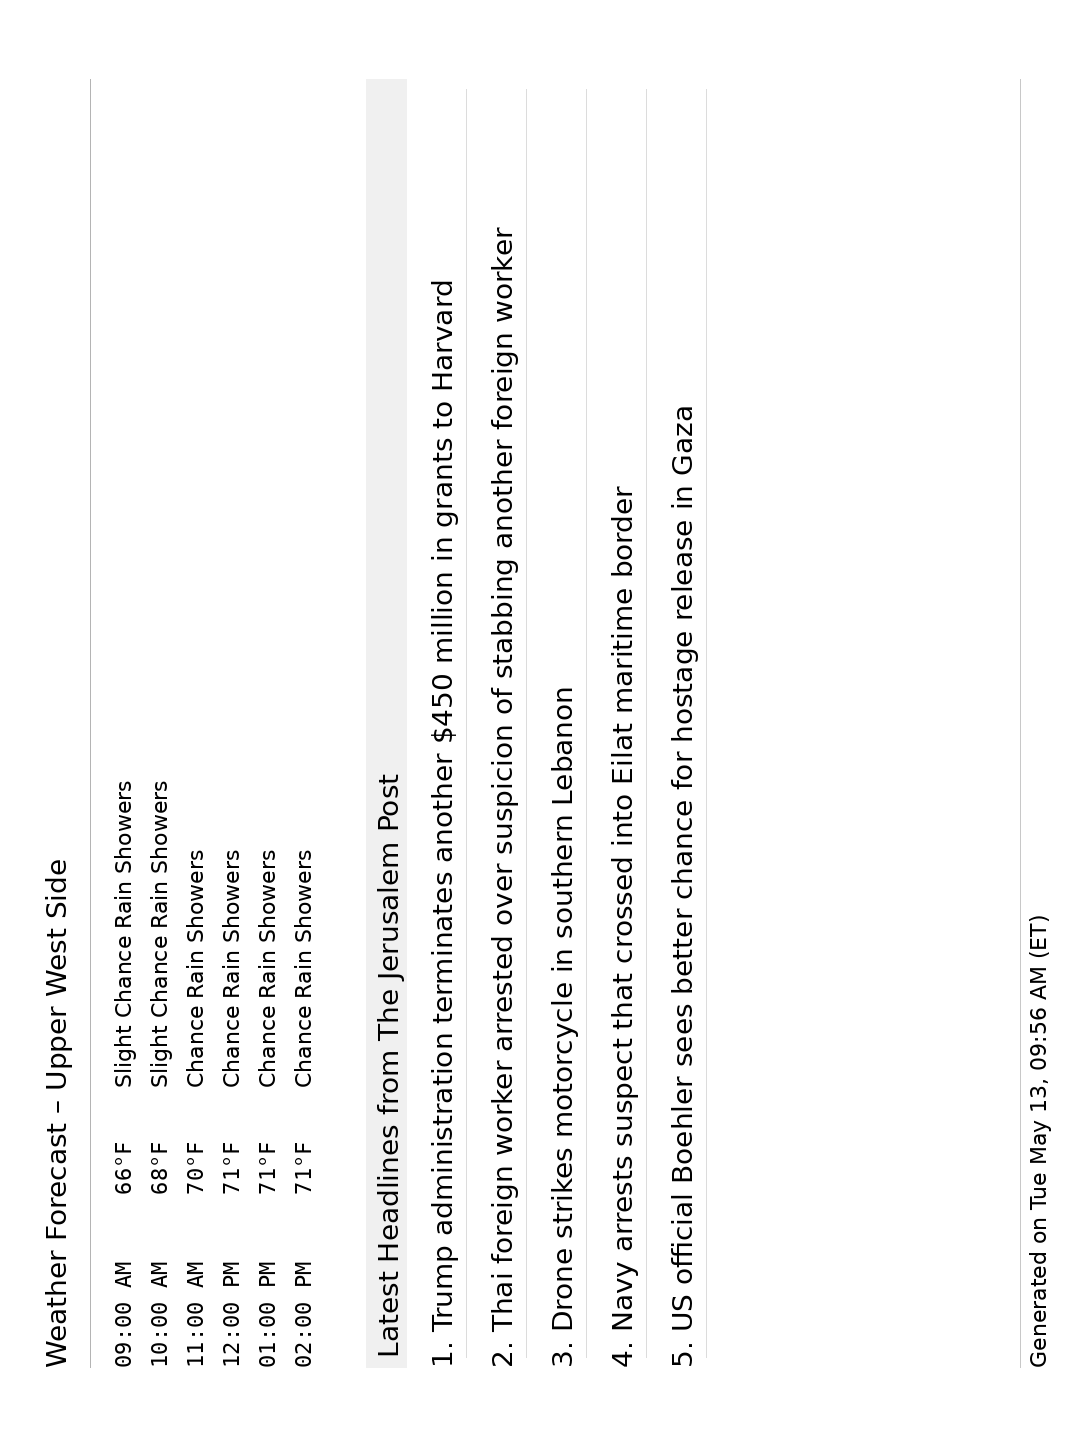 Weather Forecast – Upper West Side
09:00 AM 66°F Slight Chance Rain Showers
10:00 AM 68°F Slight Chance Rain Showers
11:00 AM 70°F Chance Rain Showers
12:00 PM 71°F Chance Rain Showers
01:00 PM 71°F Chance Rain Showers
02:00 PM 71°F Chance Rain Showers
Latest Headlines from The Jerusalem Post
1. Trump administration terminates another $450 million in grants to Harvard
2. Thai foreign worker arrested over suspicion of stabbing another foreign worker
3. Drone strikes motorcycle in southern Lebanon
4. Navy arrests suspect that crossed into Eilat maritime border
5. US official Boehler sees better chance for hostage release in Gaza
Generated on Tue May 13, 09:56 AM (ET)